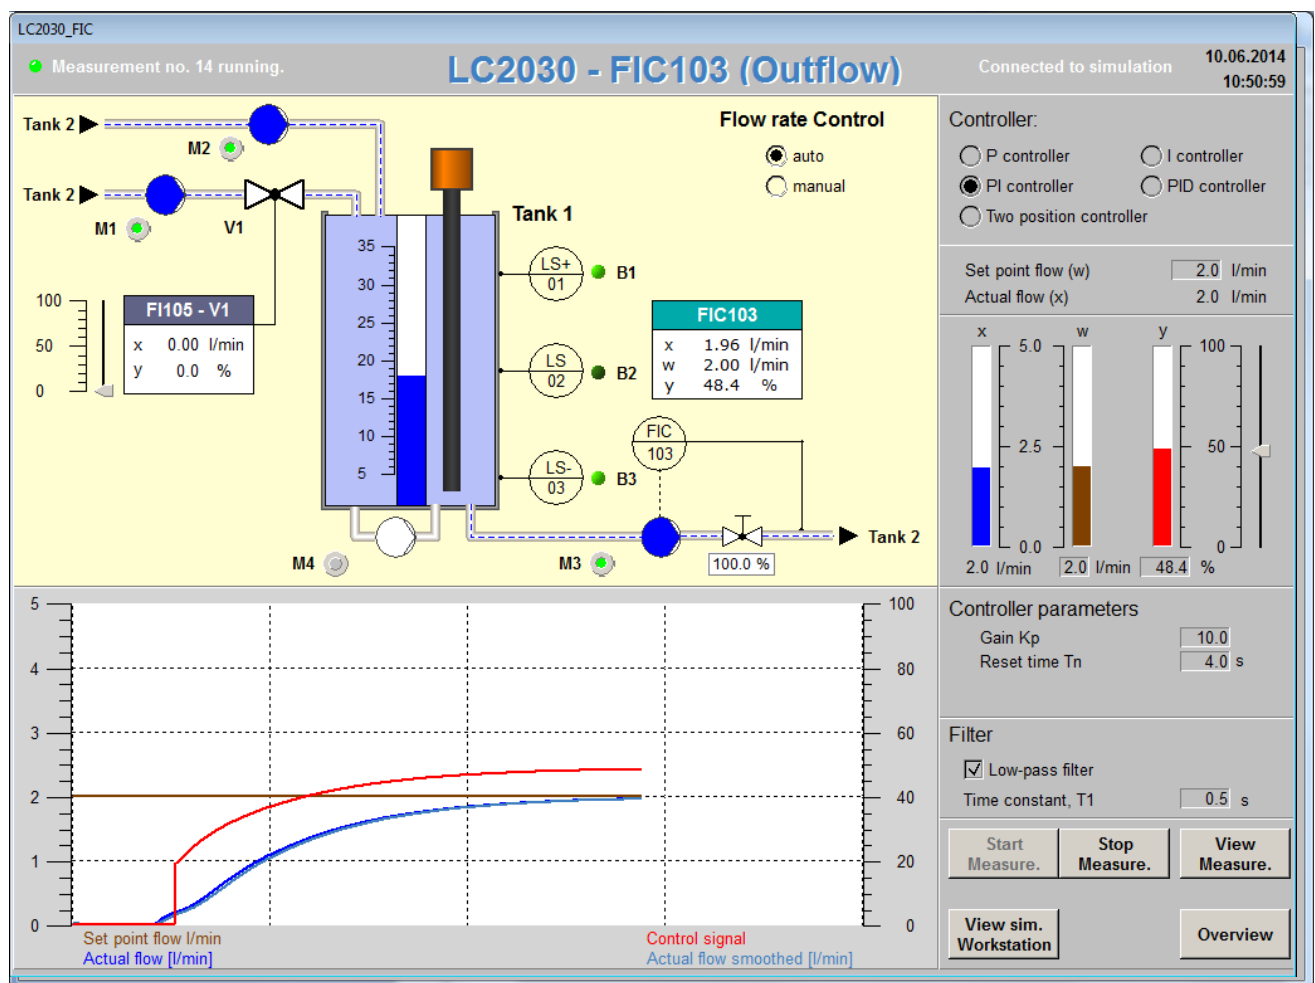 LC2030_FIC
Measurement no. 14 running.
LC2030 - FIC103 (Outflow)
Connected to simulation
10.06.2014
10:50:59
Tank 2
M2
Tank 2
M1
V1
Flow rate Control
auto
manual
Tank 1
35
30
25
20
15
10
5
LS+
01
B1
LS
02
B2
LS-
03
B3
100
50
0
FI105 - V1
x 0.00 l/min
y 0.0 %
FIC103
x 1.96 l/min
w 2.00 l/min
y 48.4 %
FIC
103
Tank 2
M4
M3
100.0 %
Controller:
P controller
I controller
PI controller
PID controller
Two position controller
Set point flow (w) 2.0 l/min
Actual flow (x) 2.0 l/min
x w y
5.0 100
2.5 50
0.0 0
2.0 l/min 2.0 l/min 48.4 %
Controller parameters
Gain Kp 10.0
Reset time Tn 4.0 s
Filter
Low-pass filter
Time constant, T1 0.5 s
Start
Measure.
Stop
Measure.
View
Measure.
View sim.
Workstation
Overview
5 100
4 80
3 60
2 40
1 20
0 0
Set point flow l/min
Control signal
Actual flow [l/min]
Actual flow smoothed [l/min]